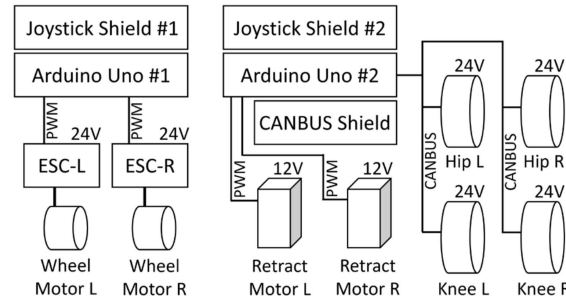 Joystick Shield #1
Arduino Uno #1
PWM
PWM
24V
24V
ESC-L
ESC-R
Wheel
Motor L
Wheel
Motor R
Joystick Shield #2
Arduino Uno #2
CANBUS Shield
PWM
12V
PWM
12V
Retract
Motor L
Retract
Motor R
24V
24V
CANBUS
CANBUS
Hip L
Hip R
24V
24V
Knee L
Knee R